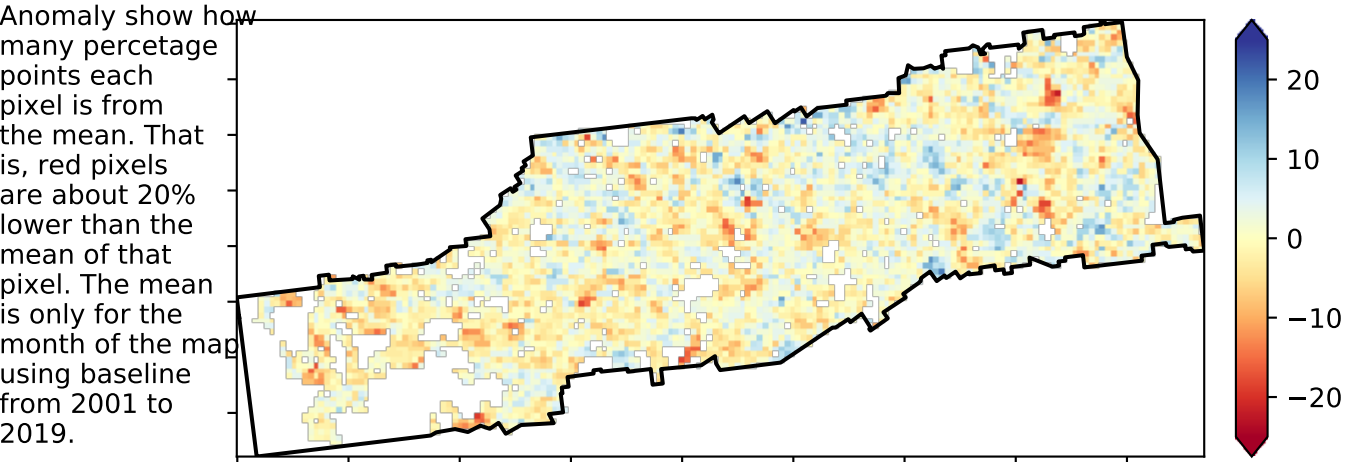 Anomaly show how
many percetage
points each
pixel is from
the mean. That
is, red pixels
are about 20%
lower than the
mean of that
pixel. The mean
is only for the
month of the map
using baseline
from 2001 to
2019.
20
10
0
−10
−20